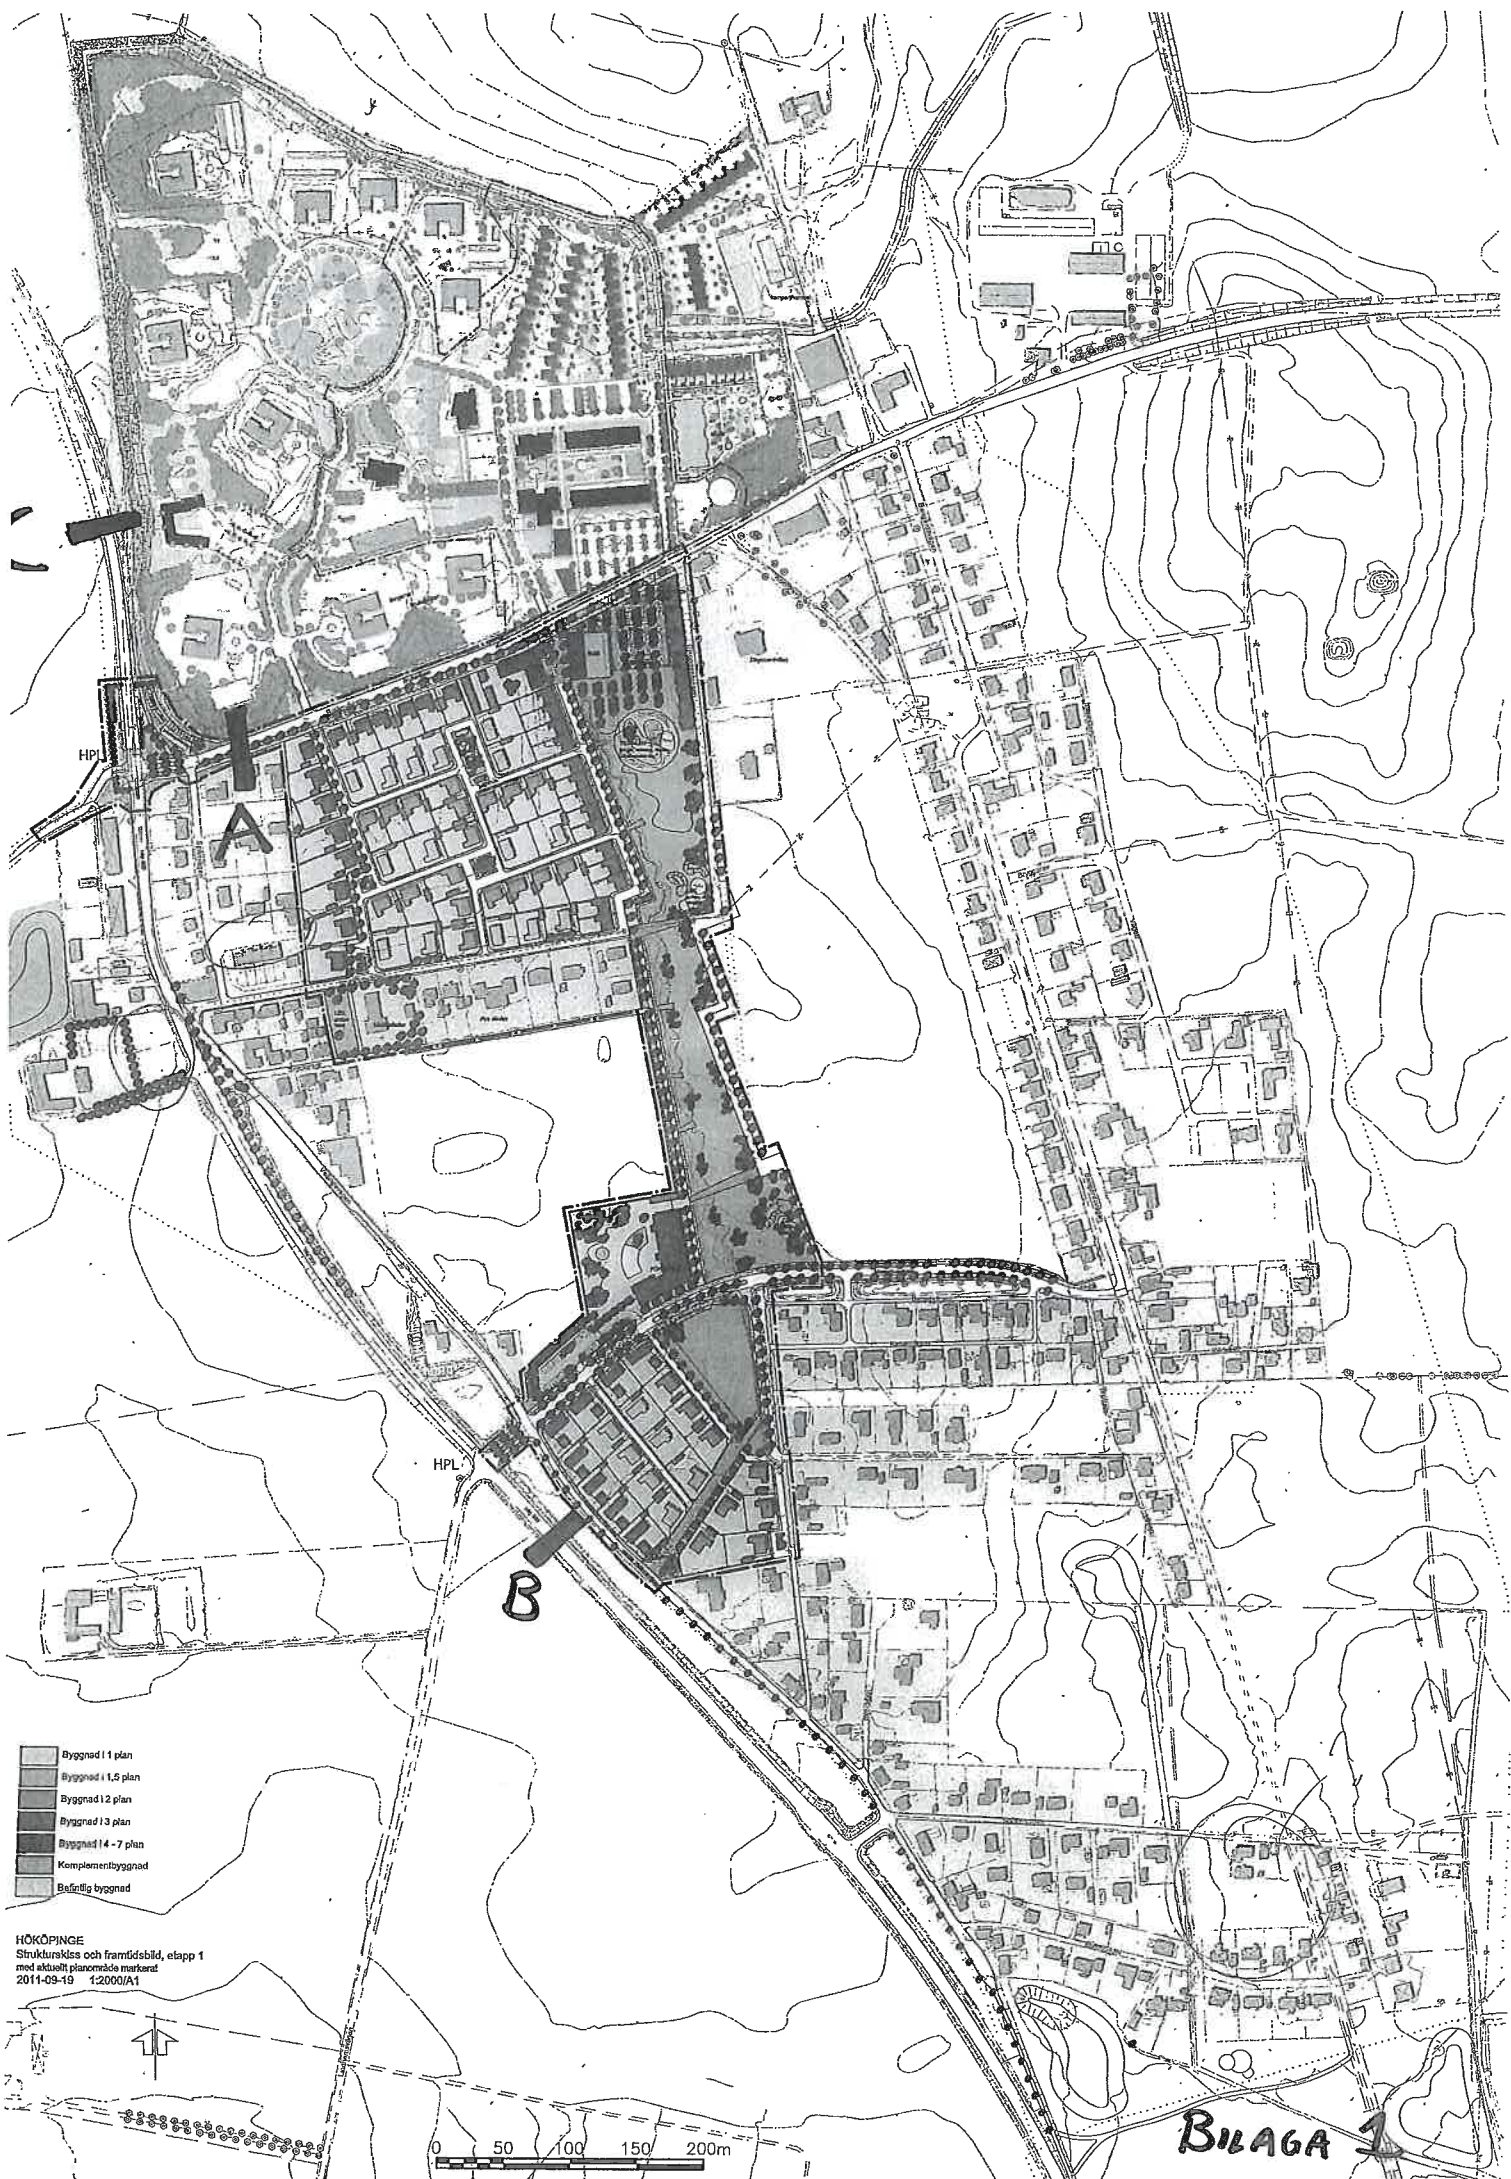 C
HPL
A
HPL
B
Byggnad i 1 plan
Byggnad i 1,5 plan
Byggnad i 2 plan
Byggnad i 3 plan
Byggnad i 4 - 7 plan
Komplementbyggnad
Befintlig byggnad
HÖKÖPINGE
Strukturskiss och framtidsbild, etapp 1
med aktuellt planområde markerat
2011-09-19 1:2000/A1
0 50 100 150 200m
BILAGA 1